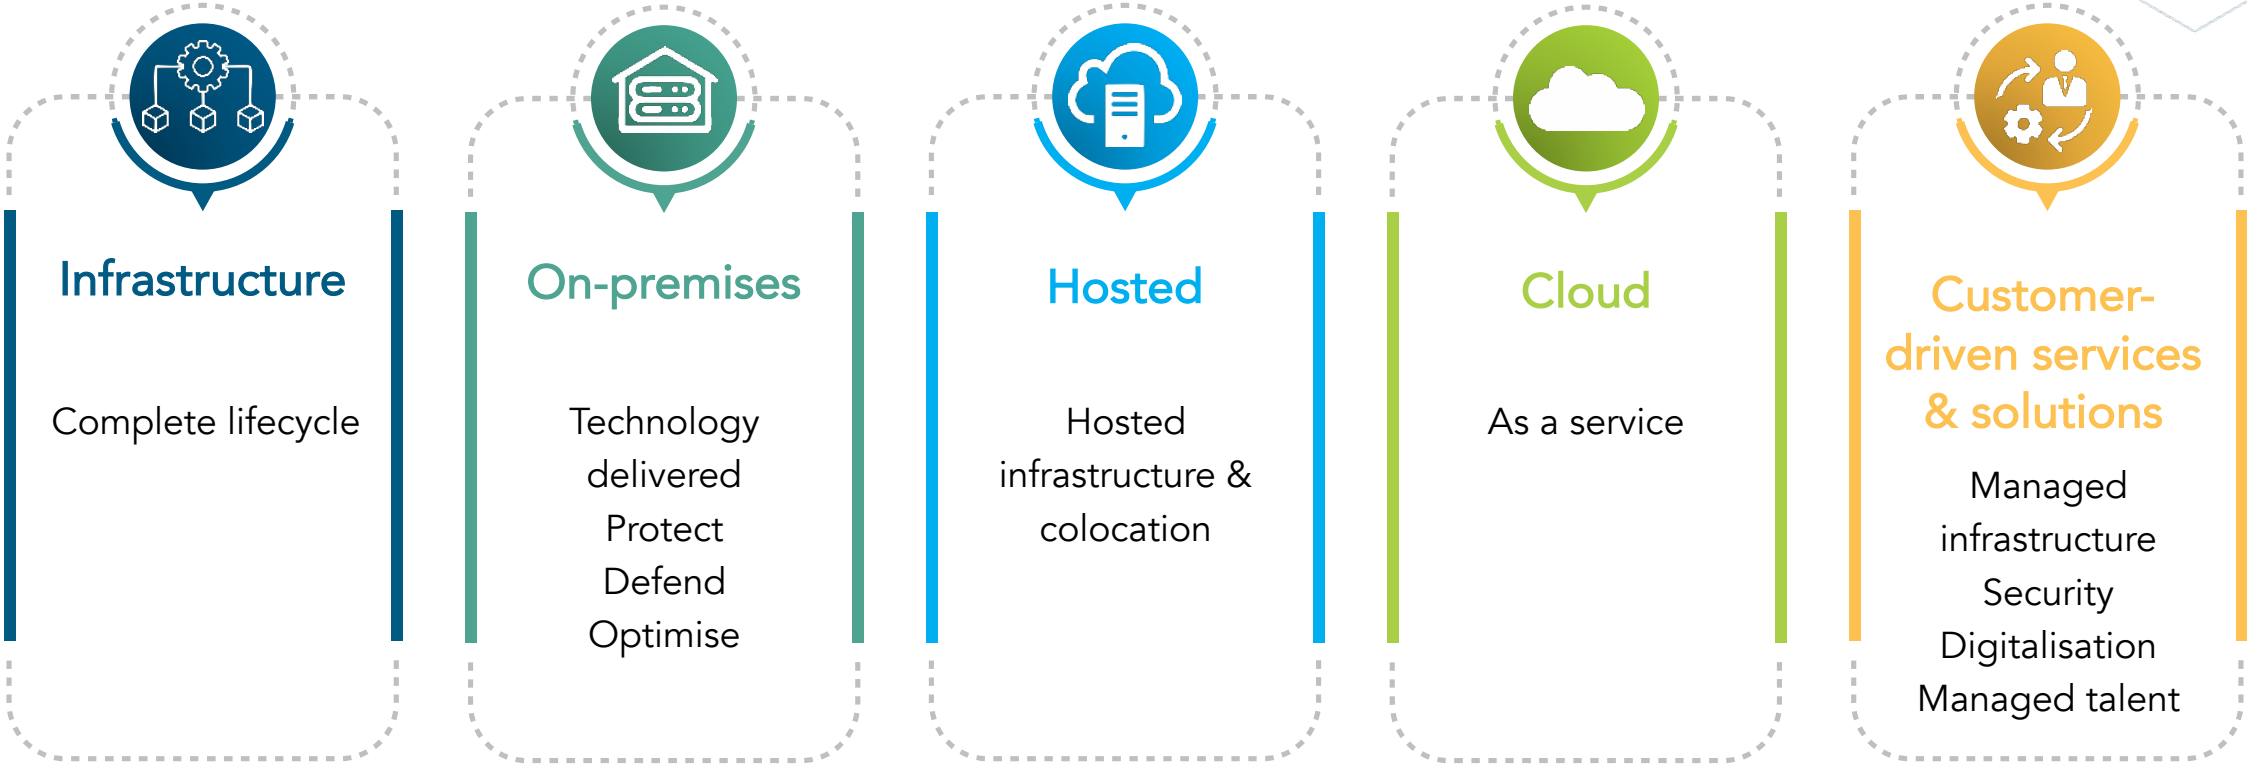 Infrastructure
Complete lifecycle
On-premises
Technology
delivered
Protect
Defend
Optimise
Hosted
Hosted
infrastructure &
colocation
Cloud
As a service
Customer-
driven services
& solutions
Managed
infrastructure
Security
Digitalisation
Managed talent